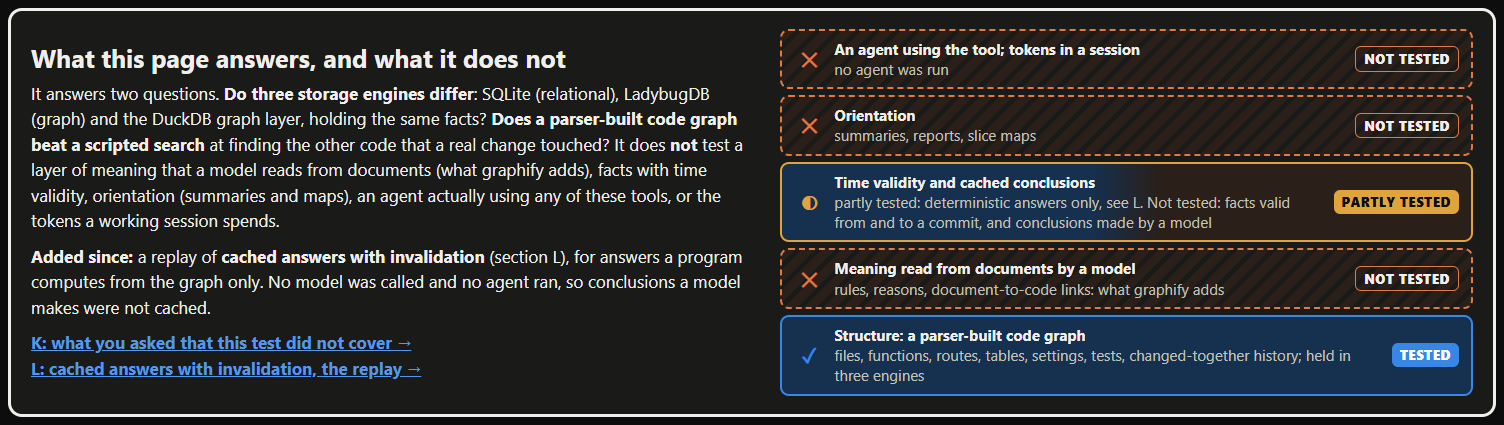 What this page answers, and what it does not
It answers two questions. Do three storage engines differ: SQLite (relational), LadybugDB
(graph) and the DuckDB graph layer, holding the same facts? Does a parser-built code graph
beat a scripted search at finding the other code that a real change touched? It does not test a
layer of meaning that a model reads from documents (what graphify adds), facts with time
validity, orientation (summaries and maps), an agent actually using any of these tools, or the
tokens a working session spends.
Added since: a replay of cached answers with invalidation (section L), for answers a program
computes from the graph only. No model was called and no agent ran, so conclusions a model
makes were not cached.
K: what you asked that this test did not cover →
L: cached answers with invalidation, the replay →
An agent using the tool; tokens in a session
no agent was run
NOT TESTED
Orientation
summaries, reports, slice maps
NOT TESTED
Time validity and cached conclusions
partly tested: deterministic answers only, see L. Not tested: facts valid
from and to a commit, and conclusions made by a model
PARTLY TESTED
Meaning read from documents by a model
rules, reasons, document-to-code links: what graphify adds
NOT TESTED
Structure: a parser-built code graph
files, functions, routes, tables, settings, tests, changed-together history; held in
three engines
TESTED